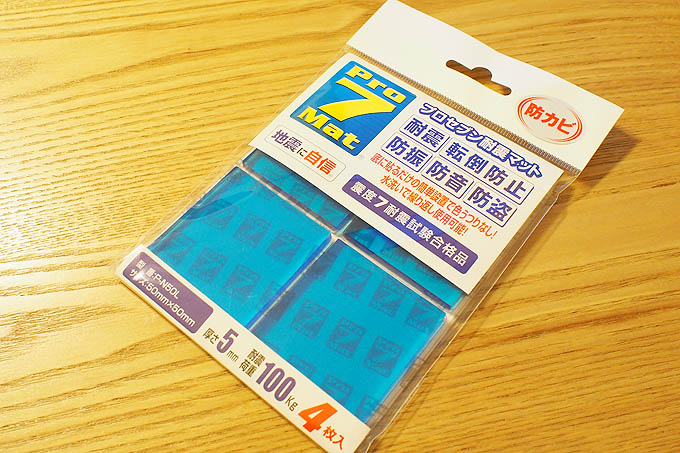 Pro
7
Mat
防カビ
プロセブン耐震マット
地震に自信
耐震 転倒防止
防振 防音 防盗
底に貼るだけの簡単設置で色うつりなし!
水洗いで繰り返し使用可能!
震度7耐震試験合格品
型番:P-N50L
サイズ:50mm×50mm
厚さ5mm
耐震荷重100Kg
4枚入